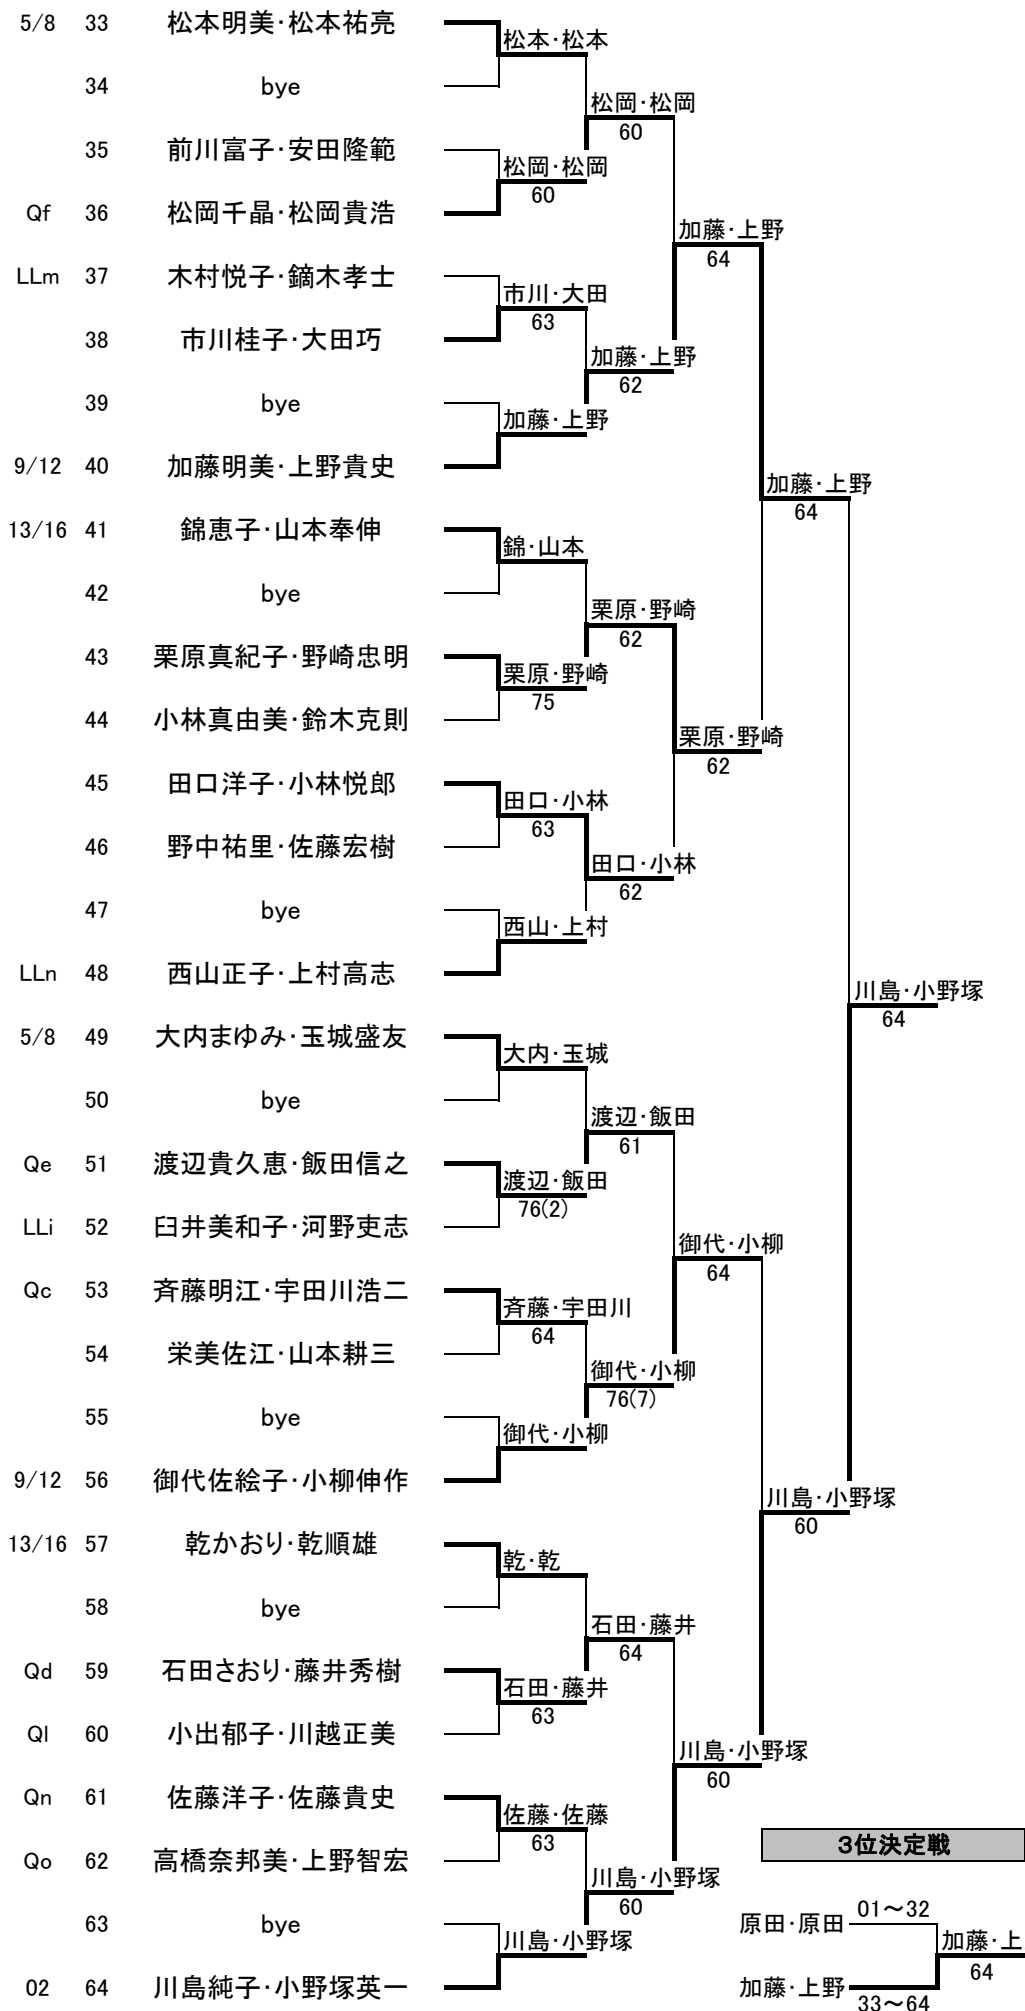 5/8 33 松本明美・松本祐亮
松本・松本
34 bye
松岡・松岡
60
35 前川富子・安田隆範
松岡・松岡
60
Qf 36 松岡千晶・松岡貴浩
加藤・上野
64
LLm 37 木村悦子・鏑木孝士
市川・大田
63
38 市川桂子・大田巧
加藤・上野
62
39 bye
加藤・上野
9/12 40 加藤明美・上野貴史
加藤・上野
64
13/16 41 錦恵子・山本奉伸
錦・山本
42 bye
栗原・野崎
62
43 栗原真紀子・野崎忠明
栗原・野崎
75
44 小林真由美・鈴木克則
栗原・野崎
62
45 田口洋子・小林悦郎
田口・小林
63
46 野中祐里・佐藤宏樹
田口・小林
62
47 bye
西山・上村
LLn 48 西山正子・上村高志
川島・小野塚
64
5/8 49 大内まゆみ・玉城盛友
大内・玉城
50 bye
渡辺・飯田
61
Qe 51 渡辺貴久恵・飯田信之
渡辺・飯田
76(2)
LLi 52 臼井美和子・河野吏志
御代・小柳
64
Qc 53 斉藤明江・宇田川浩二
斉藤・宇田川
64
54 栄美佐江・山本耕三
御代・小柳
76(7)
55 bye
御代・小柳
9/12 56 御代佐絵子・小柳伸作
川島・小野塚
60
13/16 57 乾かおり・乾順雄
乾・乾
58 bye
石田・藤井
64
Qd 59 石田さおり・藤井秀樹
石田・藤井
63
Ql 60 小出郁子・川越正美
川島・小野塚
60
Qn 61 佐藤洋子・佐藤貴史
佐藤・佐藤
63
3位決定戦
Qo 62 高橋奈邦美・上野智宏
川島・小野塚
60
63 bye
川島・小野塚
02 64 川島純子・小野塚英一
原田・原田
01～32
加藤・上
64
加藤・上野
33～64